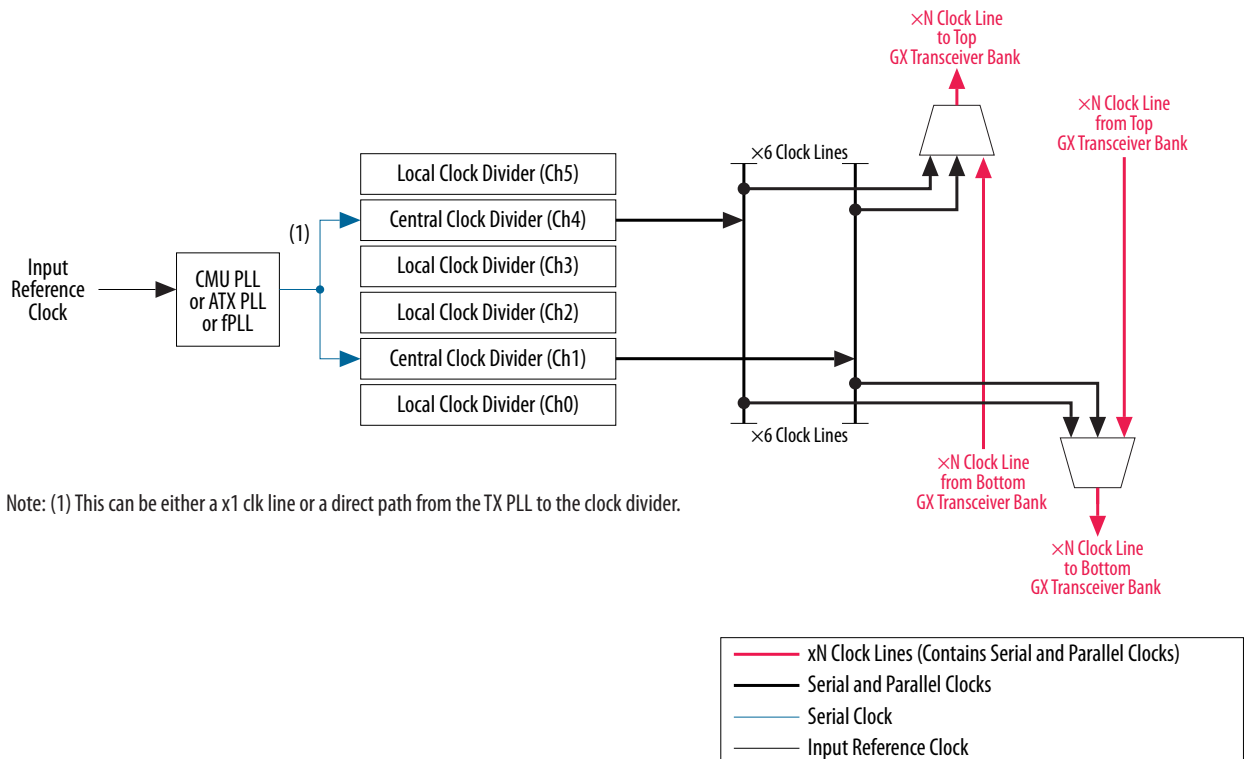 ×N Clock Line
to Top
GX Transceiver Bank
×N Clock Line
from Top
GX Transceiver Bank
×6 Clock Lines
Local Clock Divider (Ch5)
Central Clock Divider (Ch4)
(1)
Local Clock Divider (Ch3)
Input
Reference
Clock
CMU PLL
or ATX PLL
or fPLL
Local Clock Divider (Ch2)
Central Clock Divider (Ch1)
Local Clock Divider (Ch0)
×6 Clock Lines
×N Clock Line
from Bottom
GX Transceiver Bank
Note: (1) This can be either a x1 clk line or a direct path from the TX PLL to the clock divider.
×N Clock Line
to Bottom
GX Transceiver Bank
xN Clock Lines (Contains Serial and Parallel Clocks)
Serial and Parallel Clocks
Serial Clock
Input Reference Clock